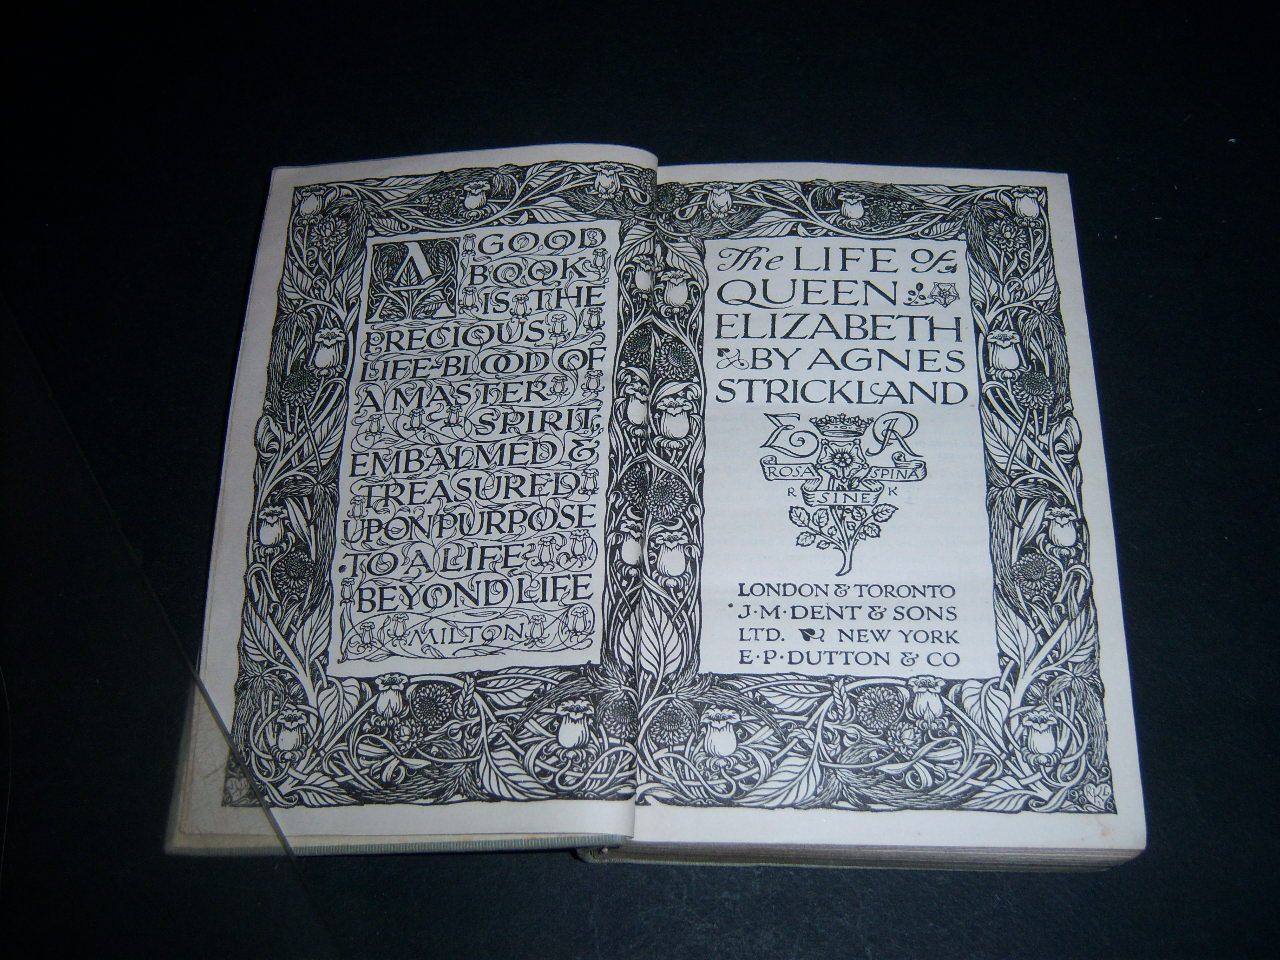 A GOOD
BOOK
IS THE
PRECIOUS
LIFE-BLOOD OF
A MASTER
SPIRIT,
EMBALMED &
TREASURED
UPON PURPOSE
TO A LIFE
BEYOND LIFE
MILTON
The LIFE OF
QUEEN
ELIZABETH
BY AGNES
STRICKLAND
E R
ROSA SPINA
R SINE K
LONDON & TORONTO
J·M·DENT & SONS
LTD. NEW YORK
E·P·DUTTON & CO